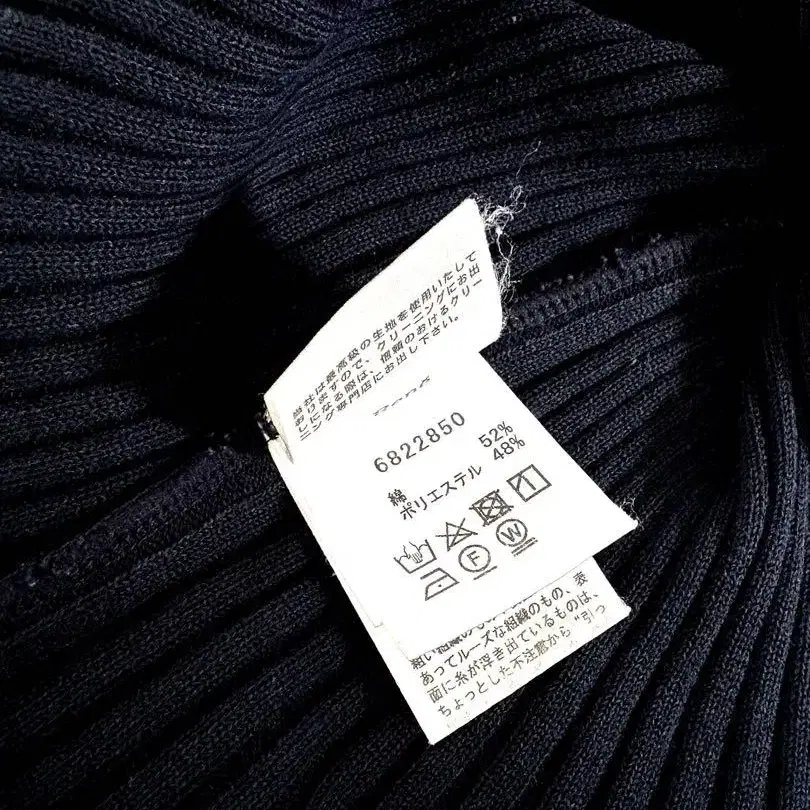 当社は最高級の生地を使用いたして
おりますので、クリーニングにお出
しになる際は、信頼のおけるクリー
ニング専門店にお出し下さい。
6822850
綿 52%
ポリエステル 48%
F W
あってルーズな組織のもの、表
面に糸が浮き出ているものは、
ちょっとした不注意から“引っ